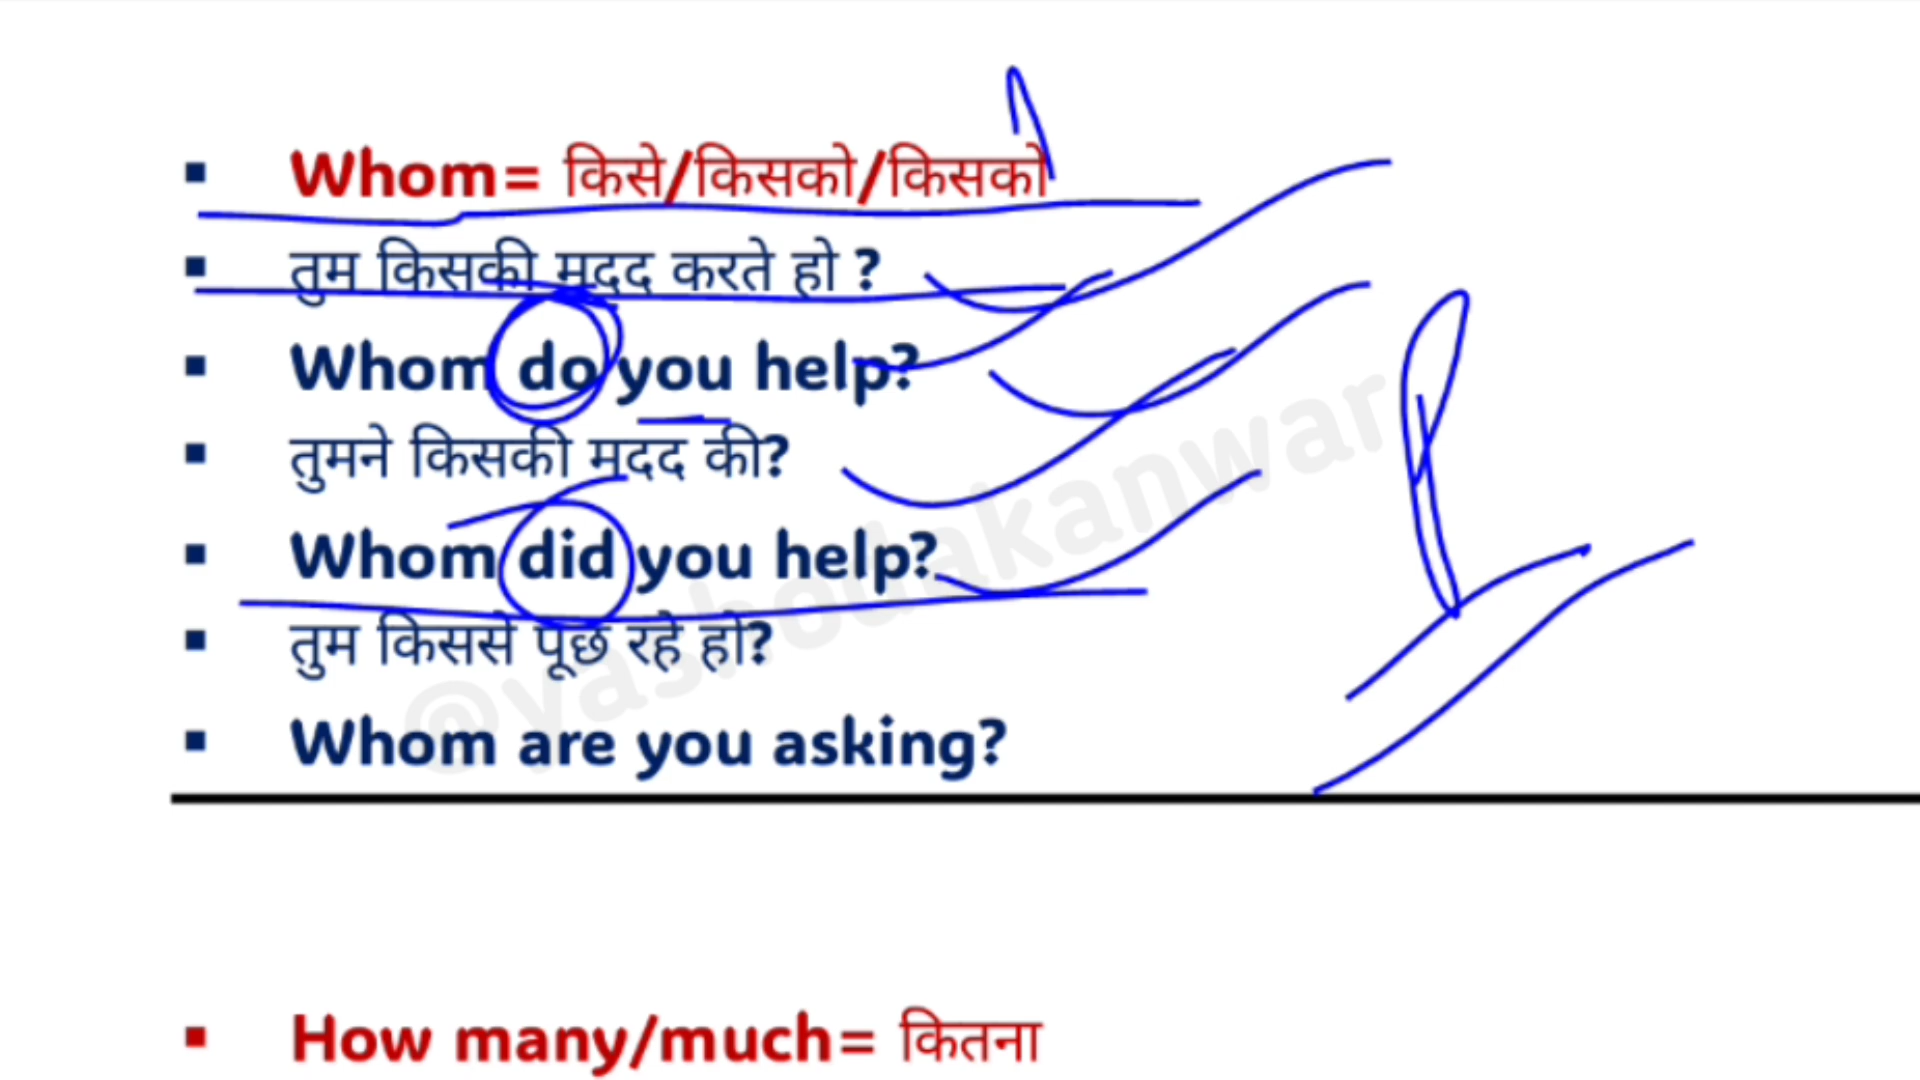 Whom= किसे/किसको/किसको
तुम किसकी मदद करते हो ?
Whom do you help?
तुमने किसकी मदद की?
Whom did you help?
तुम किससे पूछ रहे हो?
Whom are you asking?
@yashodakanwar
How many/much= कितना